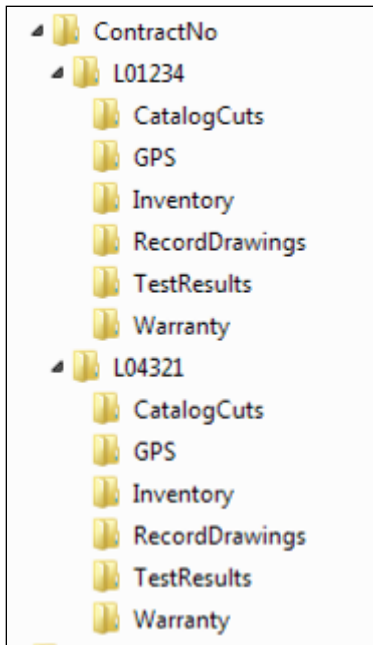 ContractNo
L01234
CatalogCuts
GPS
Inventory
RecordDrawings
TestResults
Warranty
L04321
CatalogCuts
GPS
Inventory
RecordDrawings
TestResults
Warranty